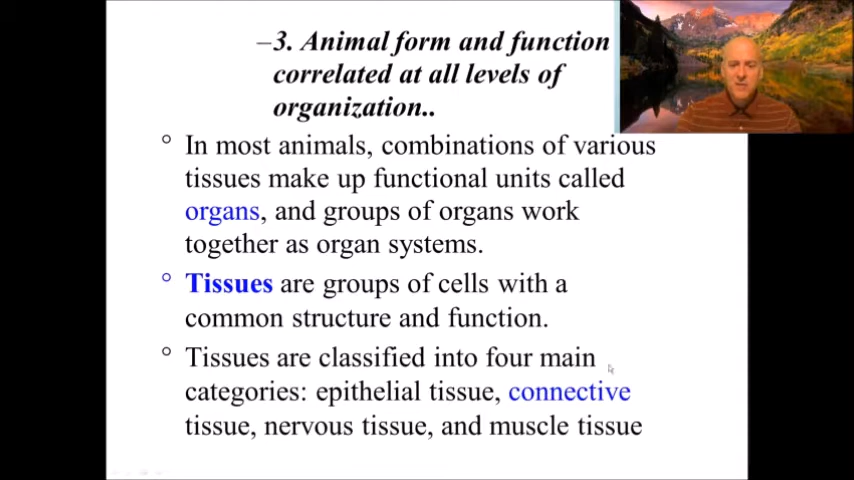 –3. Animal form and function
correlated at all levels of
organization..
° In most animals, combinations of various
tissues make up functional units called
organs, and groups of organs work
together as organ systems.
° Tissues are groups of cells with a
common structure and function.
° Tissues are classified into four main
categories: epithelial tissue, connective
tissue, nervous tissue, and muscle tissue